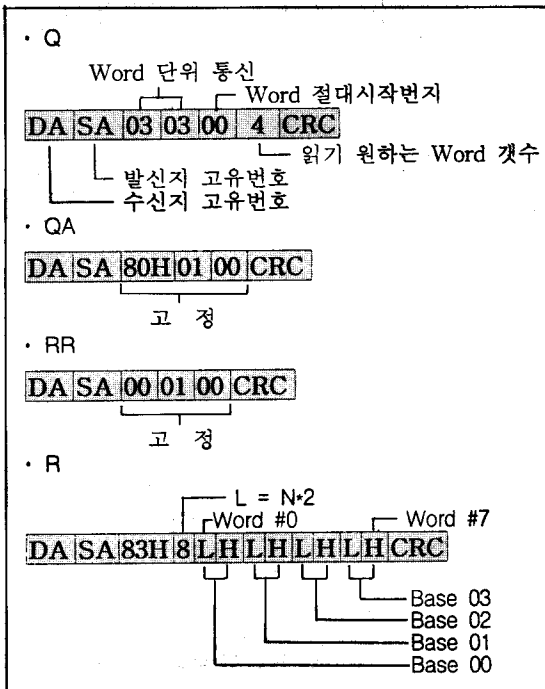 · Q
Word 단위 통신
Word 절대시작번지
DA SA 03 03 00 4 CRC
읽기 원하는 Word 갯수
발신지 고유번호
수신지 고유번호
· QA
DA SA 80H 01 00 CRC
고 정
· RR
DA SA 00 01 00 CRC
고 정
· R
L = N*2
Word #0 Word #7
DA SA 83H 8 L H L H L H L H CRC
Base 03
Base 02
Base 01
Base 00